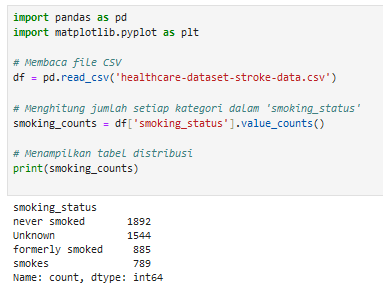 import pandas as pd
import matplotlib.pyplot as plt
# Membaca file CSV
df = pd.read_csv('healthcare-dataset-stroke-data.csv')
# Menghitung jumlah setiap kategori dalam 'smoking_status'
smoking_counts = df['smoking_status'].value_counts()
# Menampilkan tabel distribusi
print(smoking_counts)
smoking_status
never smoked 1892
Unknown 1544
formerly smoked 885
smokes 789
Name: count, dtype: int64